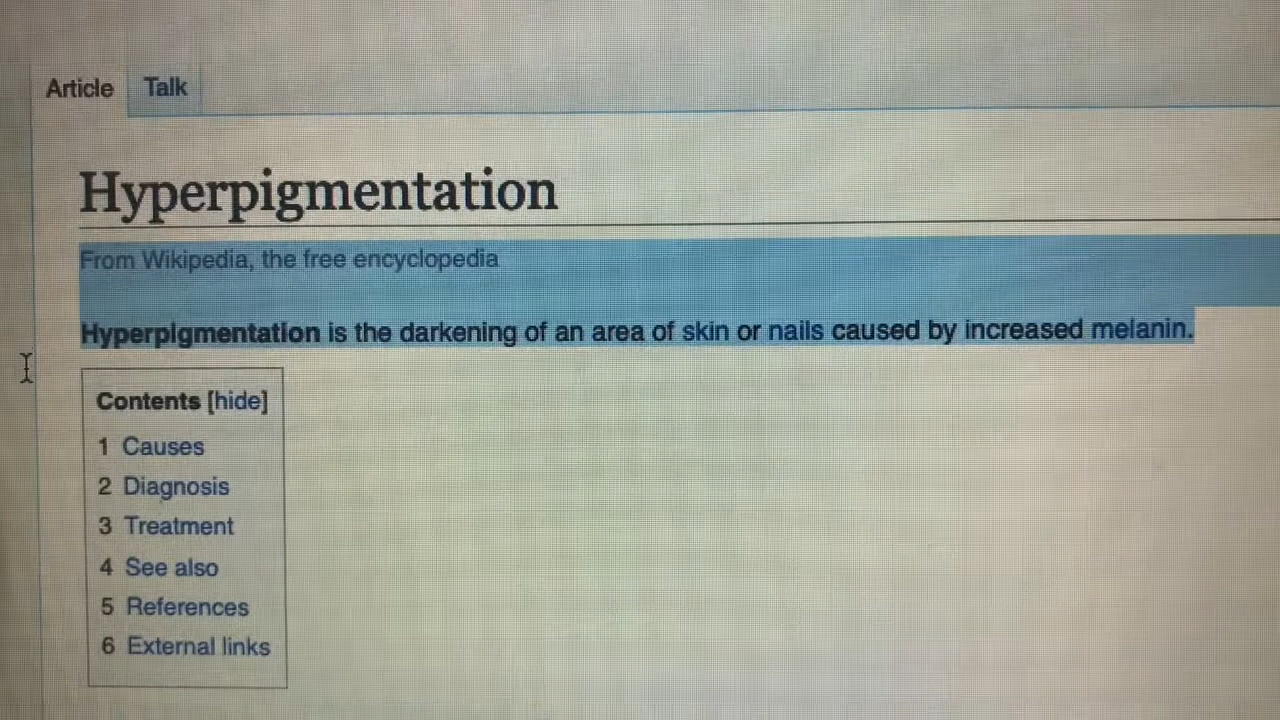 Article Talk
Hyperpigmentation
From Wikipedia, the free encyclopedia
Hyperpigmentation is the darkening of an area of skin or nails caused by increased melanin.
Contents [hide]
1 Causes
2 Diagnosis
3 Treatment
4 See also
5 References
6 External links